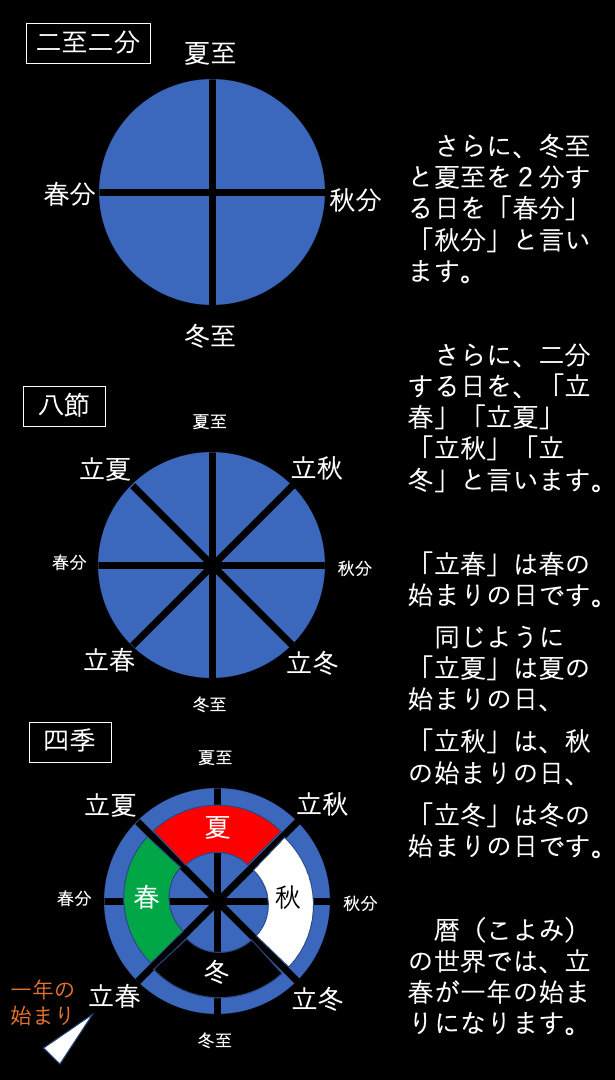 二至二分
夏至
春分
秋分
冬至
さらに、冬至
と夏至を２分す
る日を「春分」
「秋分」と言い
ます。
八節
夏至
立夏
立秋
春分
秋分
立春
立冬
冬至
さらに、二分
する日を、「立
春」「立夏」
「立秋」「立
冬」と言います。
「立春」は春の
始まりの日です。
同じように
「立夏」は夏の
始まりの日、
「立秋」は、秋
の始まりの日、
「立冬」は冬の
始まりの日です。
四季
夏至
立夏
立秋
夏
春分
春
秋
秋分
冬
立春
立冬
冬至
一年の
始まり
暦（こよみ）
の世界では、立
春が一年の始ま
りになります。